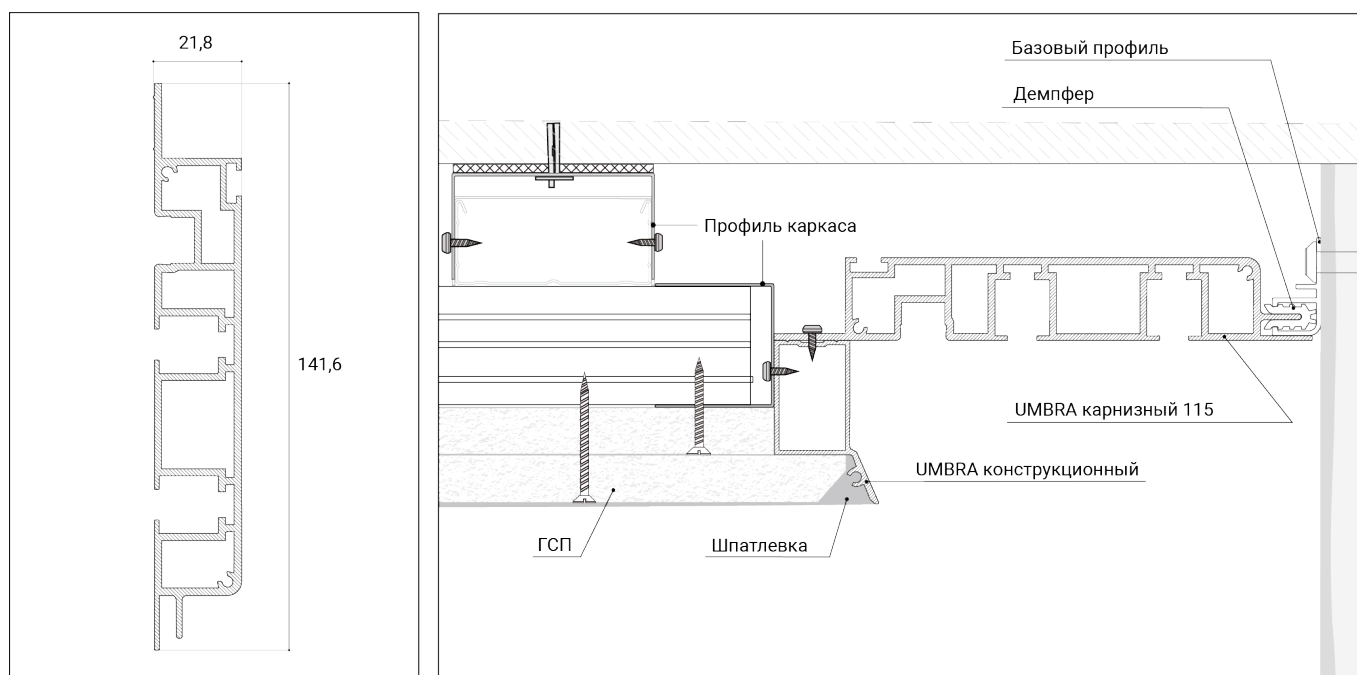 21,8
141,6
Базовый профиль
Демпфер
Профиль каркаса
UMBRA карнизный 115
UMBRA конструкционный
ГСП
Шпатлевка